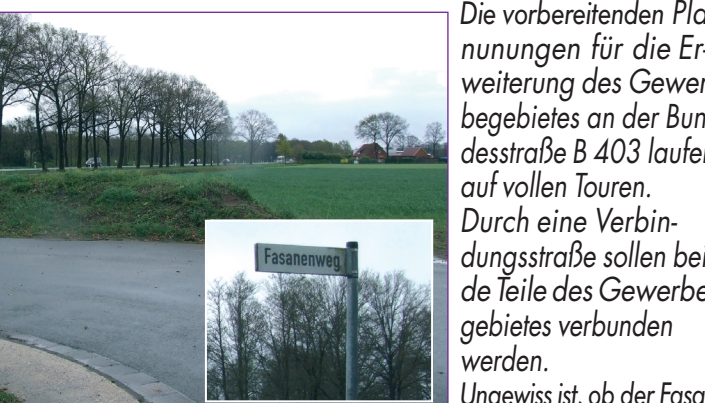 Fasanenweg
Die vorbereitenden Pla
nunungen für die Er-
weiterung des Gewer
begebietes an der Bun
desstraße B 403 laufen
auf vollen Touren.
Durch eine Verbin-
dungsstraße sollen bei
de Teile des Gewerbe
gebietes verbunden
werden.
Ungewiss ist, ob der Fasa